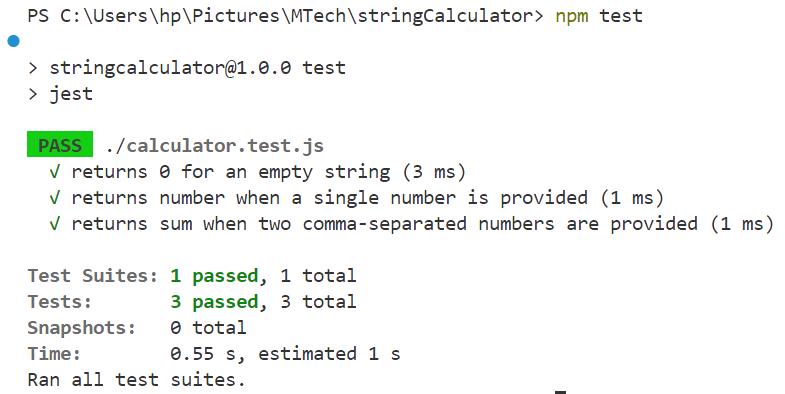 PS C:\Users\hp\Pictures\MTech\stringCalculator> npm test
> stringcalculator@1.0.0 test
> jest
PASS ./calculator.test.js
√ returns 0 for an empty string (3 ms)
√ returns number when a single number is provided (1 ms)
√ returns sum when two comma-separated numbers are provided (1 ms)
Test Suites: 1 passed, 1 total
Tests: 3 passed, 3 total
Snapshots: 0 total
Time: 0.55 s, estimated 1 s
Ran all test suites.